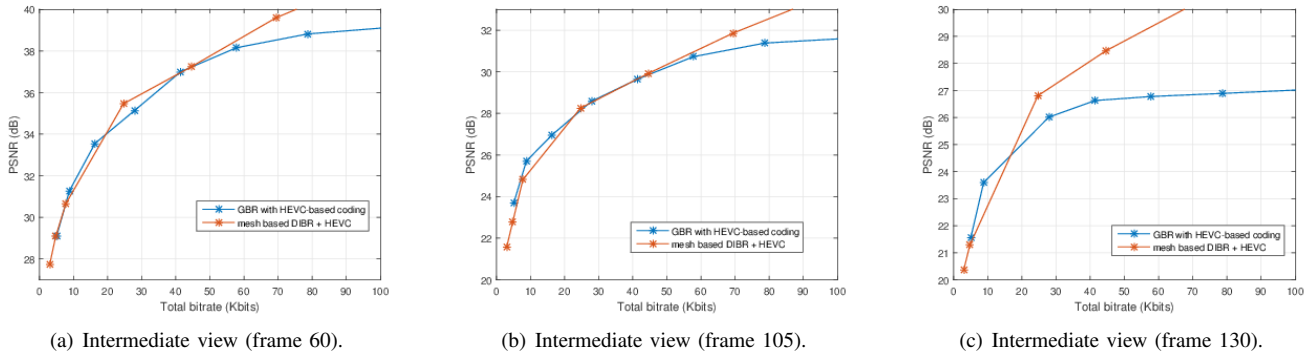 40
38
36
34
32
30
28
PSNR (dB)
GBR with HEVC-based coding
mesh based DIBR + HEVC
0 10 20 30 40 50 60 70 80 90 100
Total bitrate (Kbits)
(a) Intermediate view (frame 60).
32
30
28
26
24
22
20
PSNR (dB)
GBR with HEVC-based coding
mesh based DIBR + HEVC
0 10 20 30 40 50 60 70 80 90 100
Total bitrate (Kbits)
(b) Intermediate view (frame 105).
30
29
28
27
26
25
24
23
22
21
20
PSNR (dB)
GBR with HEVC-based coding
mesh based DIBR + HEVC
0 10 20 30 40 50 60 70 80 90 100
Total bitrate (Kbits)
(c) Intermediate view (frame 130).